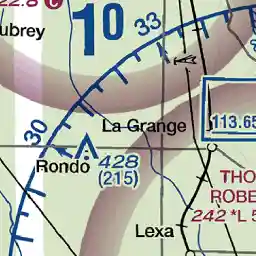 22.8 C
ubrey
10
33
113.65
La Grange
30
Rondo
428
(215)
THO
ROBE
242 *L 5
Lexa